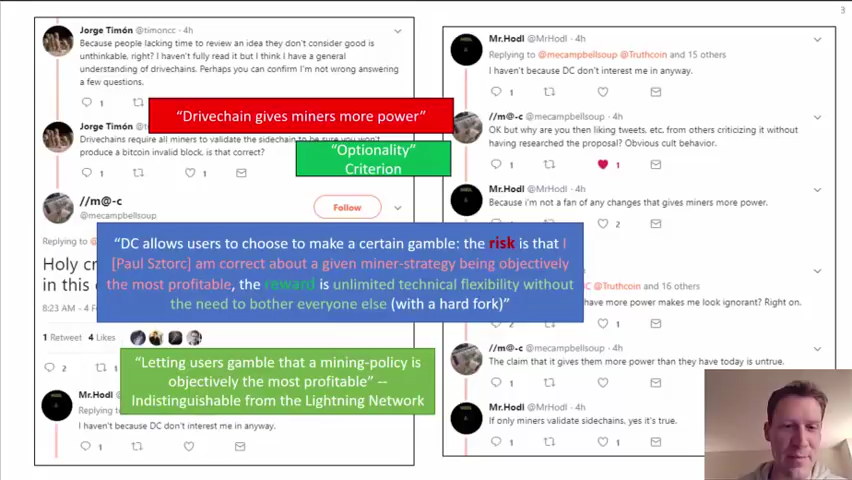 3
Jorge Timón @timoncc · 4h
Because people lacking time to review an idea they don't consider good is
unthinkable, right? I haven't fully read it but I think I have a general
understanding of drivechains. Perhaps you can confirm I'm not wrong answering
a few questions.
1
"Drivechain gives miners more power"
Jorge Timón
Drivechains require all miners to validate the sidechain to be sure you won't
produce a bitcoin invalid block, is that correct?
1
1
"Optionality"
Criterion
//m@-c
@mecampbellsoup
Follow
Replying to
Holy
in this
8:23 AM - 4
"DC allows users to choose to make a certain gamble: the risk is that I
[Paul Sztorc] am correct about a given miner-strategy being objectively
the most profitable, the reward is unlimited technical flexibility without
the need to bother everyone else (with a hard fork)"
1 Retweet 4 Likes
2
1
"Letting users gamble that a mining-policy is
objectively the most profitable" --
Indistinguishable from the Lightning Network
Mr.Hodl
Replying
I haven't because DC don't interest me in anyway.
1
Mr.Hodl @MrHodl · 4h
Replying to @mecampbellsoup @Truthcoin and 15 others
I haven't because DC don't interest me in anyway.
1
//m@-c @mecampbellsoup · 4h
OK but why are you then liking tweets, etc. from others criticizing it without
having researched the proposal? Obvious cult behavior.
1
1
Mr.Hodl @MrHodl · 4h
Because i'm not a fan of any changes that gives miners more power.
2
@Truthcoin and 16 others
have more power makes me look ignorant? Right on.
2
1
//m@-c @mecampbellsoup · 4h
The claim that it gives them more power than they have today is untrue.
1
Mr.Hodl @MrHodl · 4h
If only miners validate sidechains, yes it's true.
1